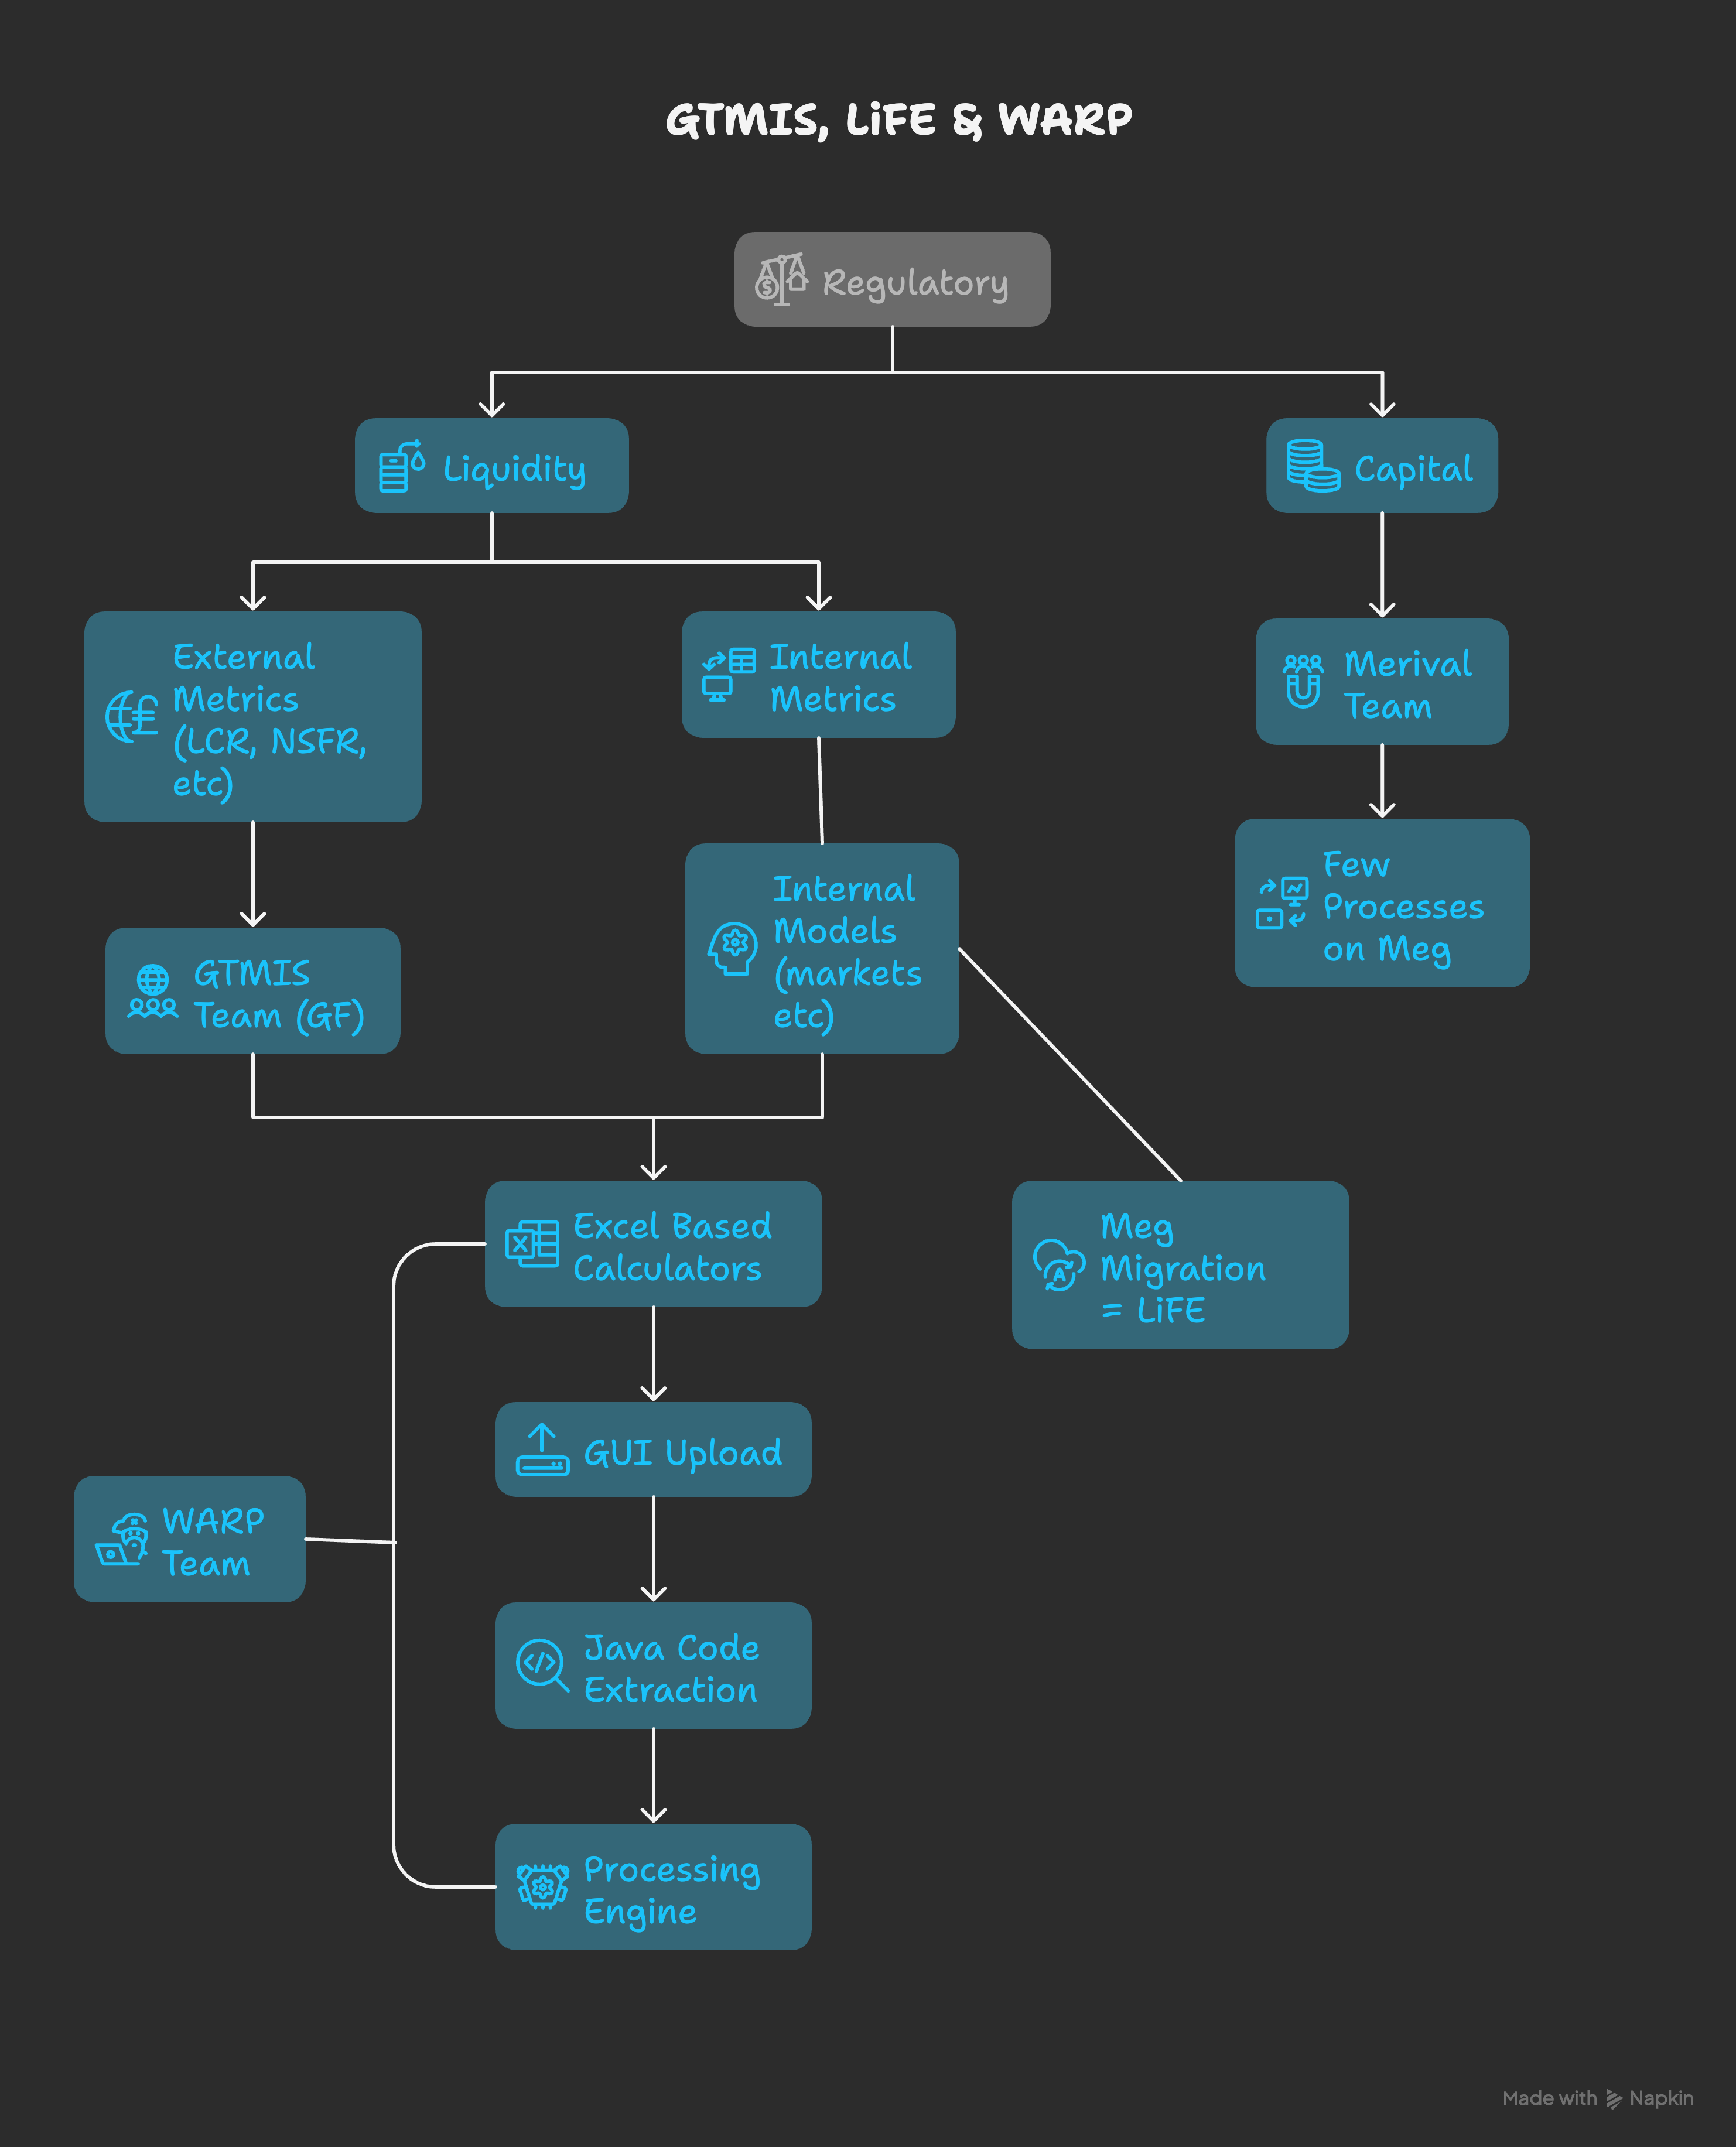 GTMIS, LiFE & WARP
Regulatory
Liquidity
Capital
External
Metrics
(LCR, NSFR,
etc)
Internal
Metrics
Merival
Team
Internal
Models
(markets
etc)
Few
Processes
on Meg
GTMIS
Team (GF)
Excel Based
Calculators
Meg
Migration
= LiFE
GUI Upload
WARP
Team
Java Code
Extraction
Processing
Engine
Made with Napkin